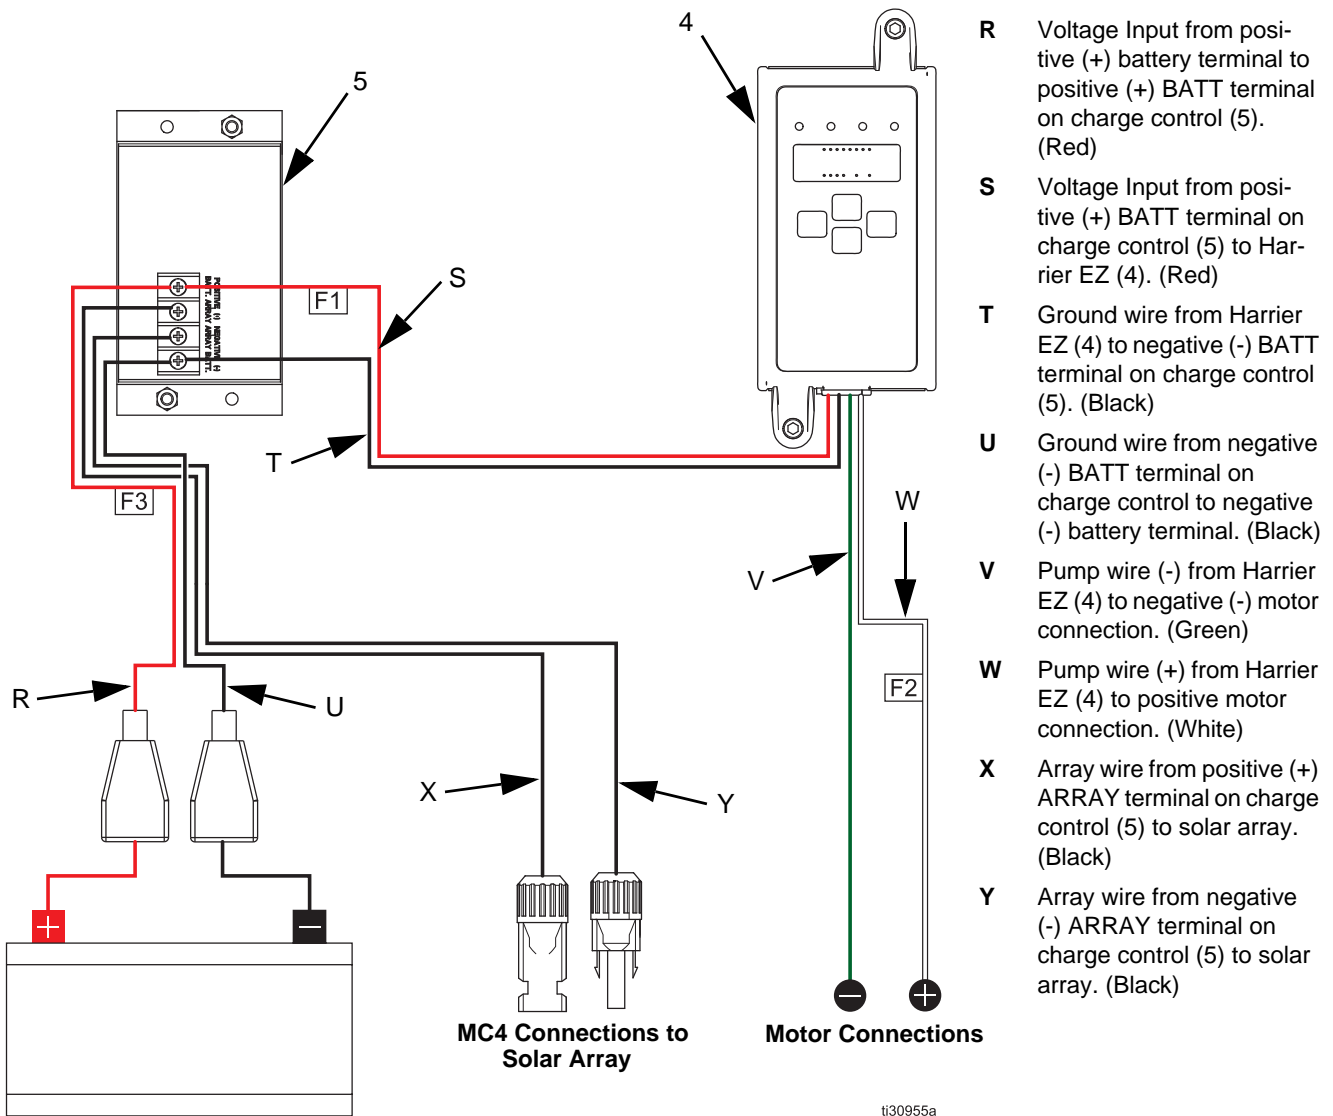 4
5
POSITIVE (+) NEGATIVE (-)
BATT. ARRAY ARRAY BATT.
F1
S
T
F3
W
V
F2
R
U
X
Y
MC4 Connections to
Solar Array
Motor Connections
ti30955a
R Voltage Input from posi-
tive (+) battery terminal to
positive (+) BATT terminal
on charge control (5).
(Red)
S Voltage Input from posi-
tive (+) BATT terminal on
charge control (5) to Har-
rier EZ (4). (Red)
T Ground wire from Harrier
EZ (4) to negative (-) BATT
terminal on charge control
(5). (Black)
U Ground wire from negative
(-) BATT terminal on
charge control to negative
(-) battery terminal. (Black)
V Pump wire (-) from Harrier
EZ (4) to negative (-) motor
connection. (Green)
W Pump wire (+) from Harrier
EZ (4) to positive motor
connection. (White)
X Array wire from positive (+)
ARRAY terminal on charge
control (5) to solar array.
(Black)
Y Array wire from negative
(-) ARRAY terminal on
charge control (5) to solar
array. (Black)